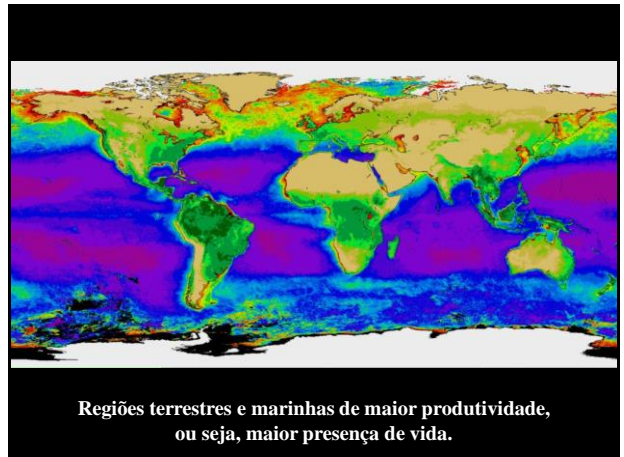 Regiões terrestres e marinhas de maior produtividade,
ou seja, maior presença de vida.